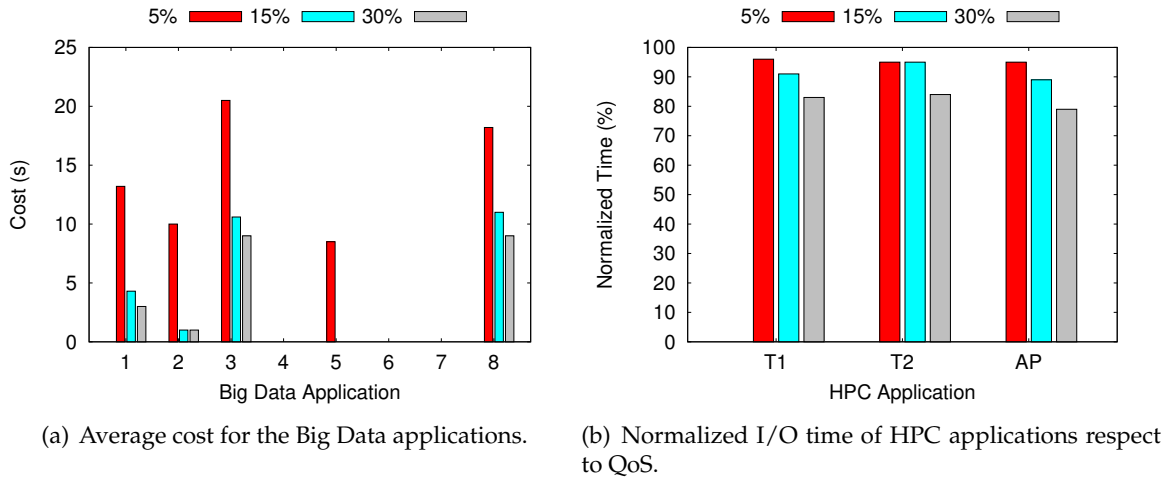 5% 15% 30%
25
20
15
10
5
0
Cost (s)
1 2 3 4 5 6 7 8
Big Data Application
(a) Average cost for the Big Data applications.
5% 15% 30%
100
90
80
70
60
50
40
30
20
10
0
Normalized Time (%)
T1 T2 AP
HPC Application
(b) Normalized I/O time of HPC applications respect
to QoS.